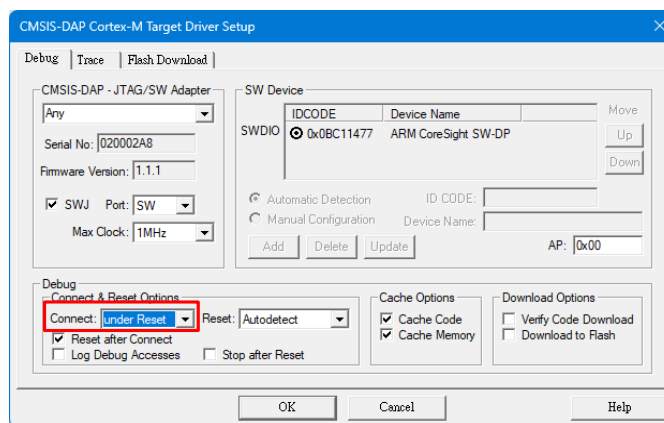 CMSIS-DAP Cortex-M Target Driver Setup
Debug Trace Flash Download
CMSIS-DAP - JTAG/SW Adapter
Any
Serial No: 020002A8
Firmware Version: 1.1.1
SWJ Port: SW
Max Clock: 1MHz
SW Device
IDCODE Device Name Move
SWDIO 0x0BC11477 ARM CoreSight SW-DP Up
Down
Automatic Detection ID CODE:
Manual Configuration Device Name:
Add Delete Update AP: 0x00
Debug
Connect & Reset Options
Connect: under Reset Reset: Autodetect
Reset after Connect
Log Debug Accesses Stop after Reset
Cache Options
Cache Code
Cache Memory
Download Options
Verify Code Download
Download to Flash
OK Cancel Help